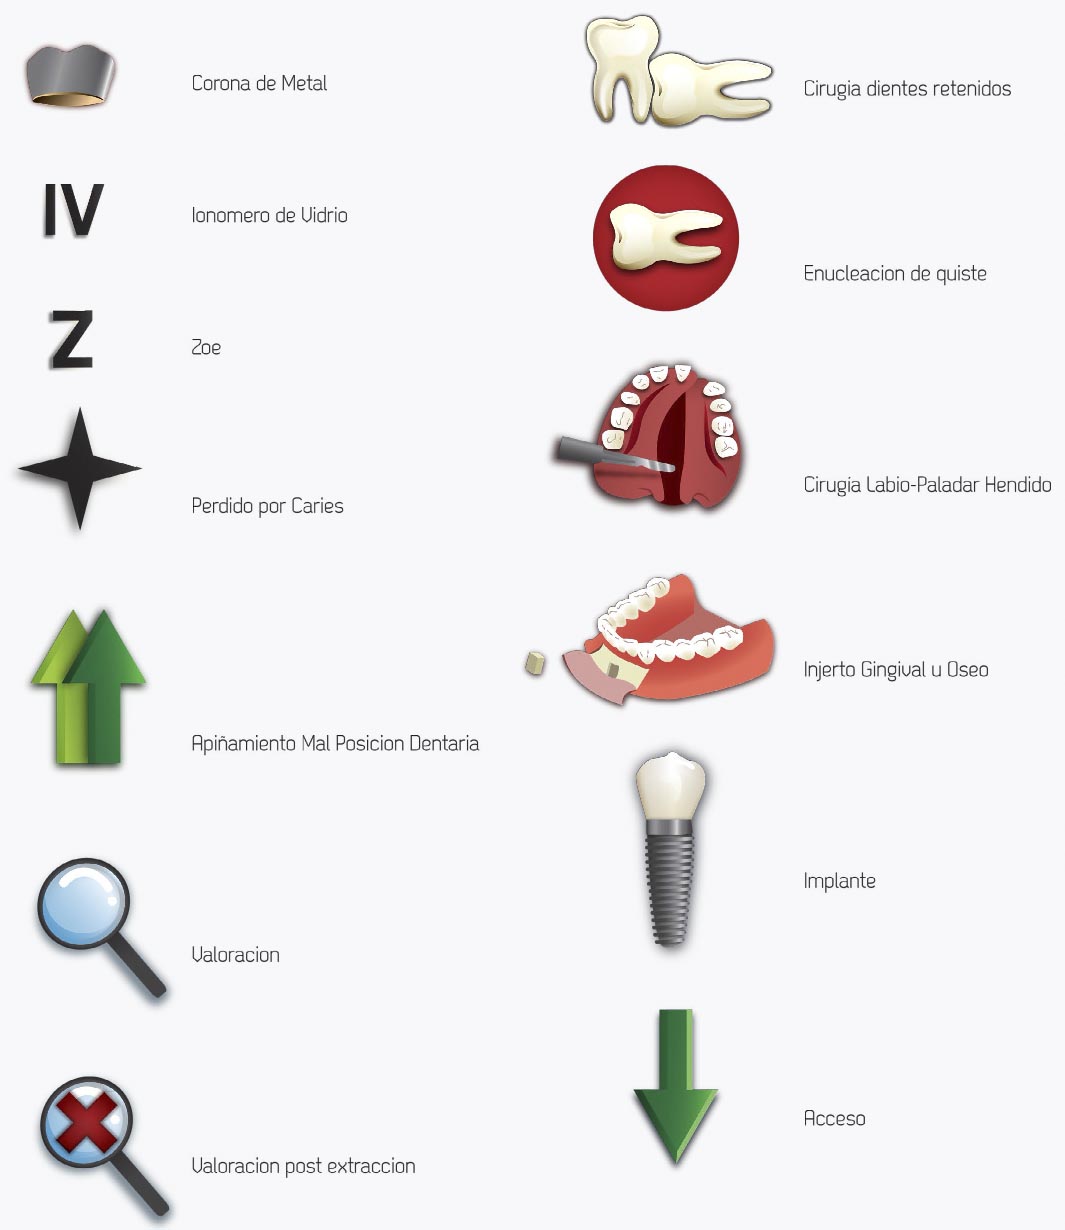 Corona de Metal
IV
Ionomero de Vidrio
Z
Zoe
Perdido por Caries
Apiñamiento Mal Posicion Dentaria
Valoracion
Valoracion post extraccion
Cirugia dientes retenidos
Enucleacion de quiste
Cirugia Labio-Paladar Hendido
Injerto Gingival u Oseo
Implante
Acceso